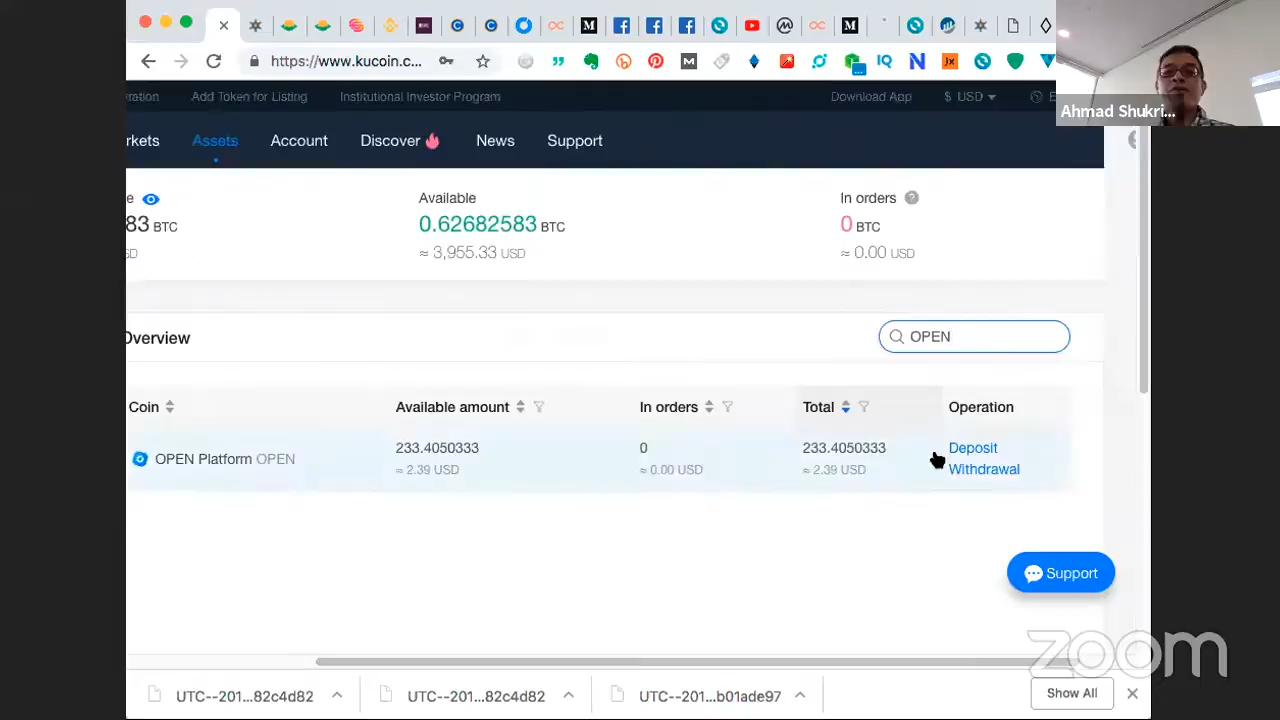 https://www.kucoin.c...
Ahmad Shukri...
Add Token for Listing
Institutional Investor Program
Download App
$ USD
rkets
Assets
Account
Discover
News
Support
e
Available
In orders
83 BTC
0.62682583 BTC
0 BTC
≈ 3,955.33 USD
≈ 0.00 USD
Overview
OPEN
Coin
Available amount
In orders
Total
Operation
OPEN Platform OPEN
233.4050333
≈ 2.39 USD
0
≈ 0.00 USD
233.4050333
≈ 2.39 USD
Deposit
Withdrawal
Support
zoom
UTC--201...82c4d82
UTC--201...82c4d82
UTC--201...b01ade97
Show All